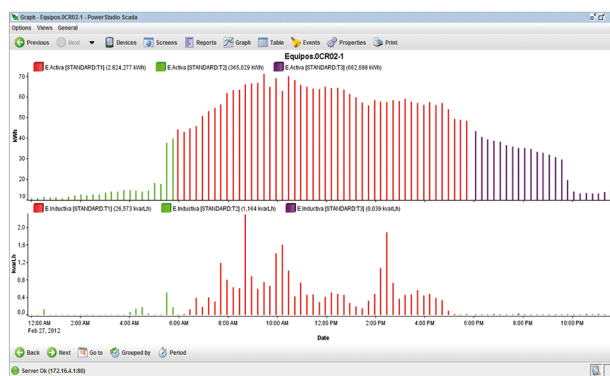 Graph - Equipos.0CR02-1 - PowerStudio Scada
Options Views General
Previous Next Devices Screens Reports Graph Table Events Properties Print
Equipos.0CR02-1
E.Activa [STANDARD:T1] (2.824,277 kWh) E.Activa [STANDARD:T2] (365,029 kWh) E.Activa [STANDARD:T3] (662,698 kWh)
70
60
50
40
30
20
10
kWh
E.Inductiva [STANDARD:T1] (26,573 kvarLh) E.Inductiva [STANDARD:T2] (1,164 kvarLh) E.Inductiva [STANDARD:T3] (0,039 kvarLh)
2,0
1,6
1,2
0,8
0,4
0,0
kvarLh
12:00 AM 2:00 AM 4:00 AM 6:00 AM 8:00 AM 10:00 AM 12:00 PM 2:00 PM 4:00 PM 6:00 PM 8:00 PM 10:00 PM
Feb 27, 2012
Date
Back Next Go to Grouped by Period
Server Ok (172.16.4.1:80)